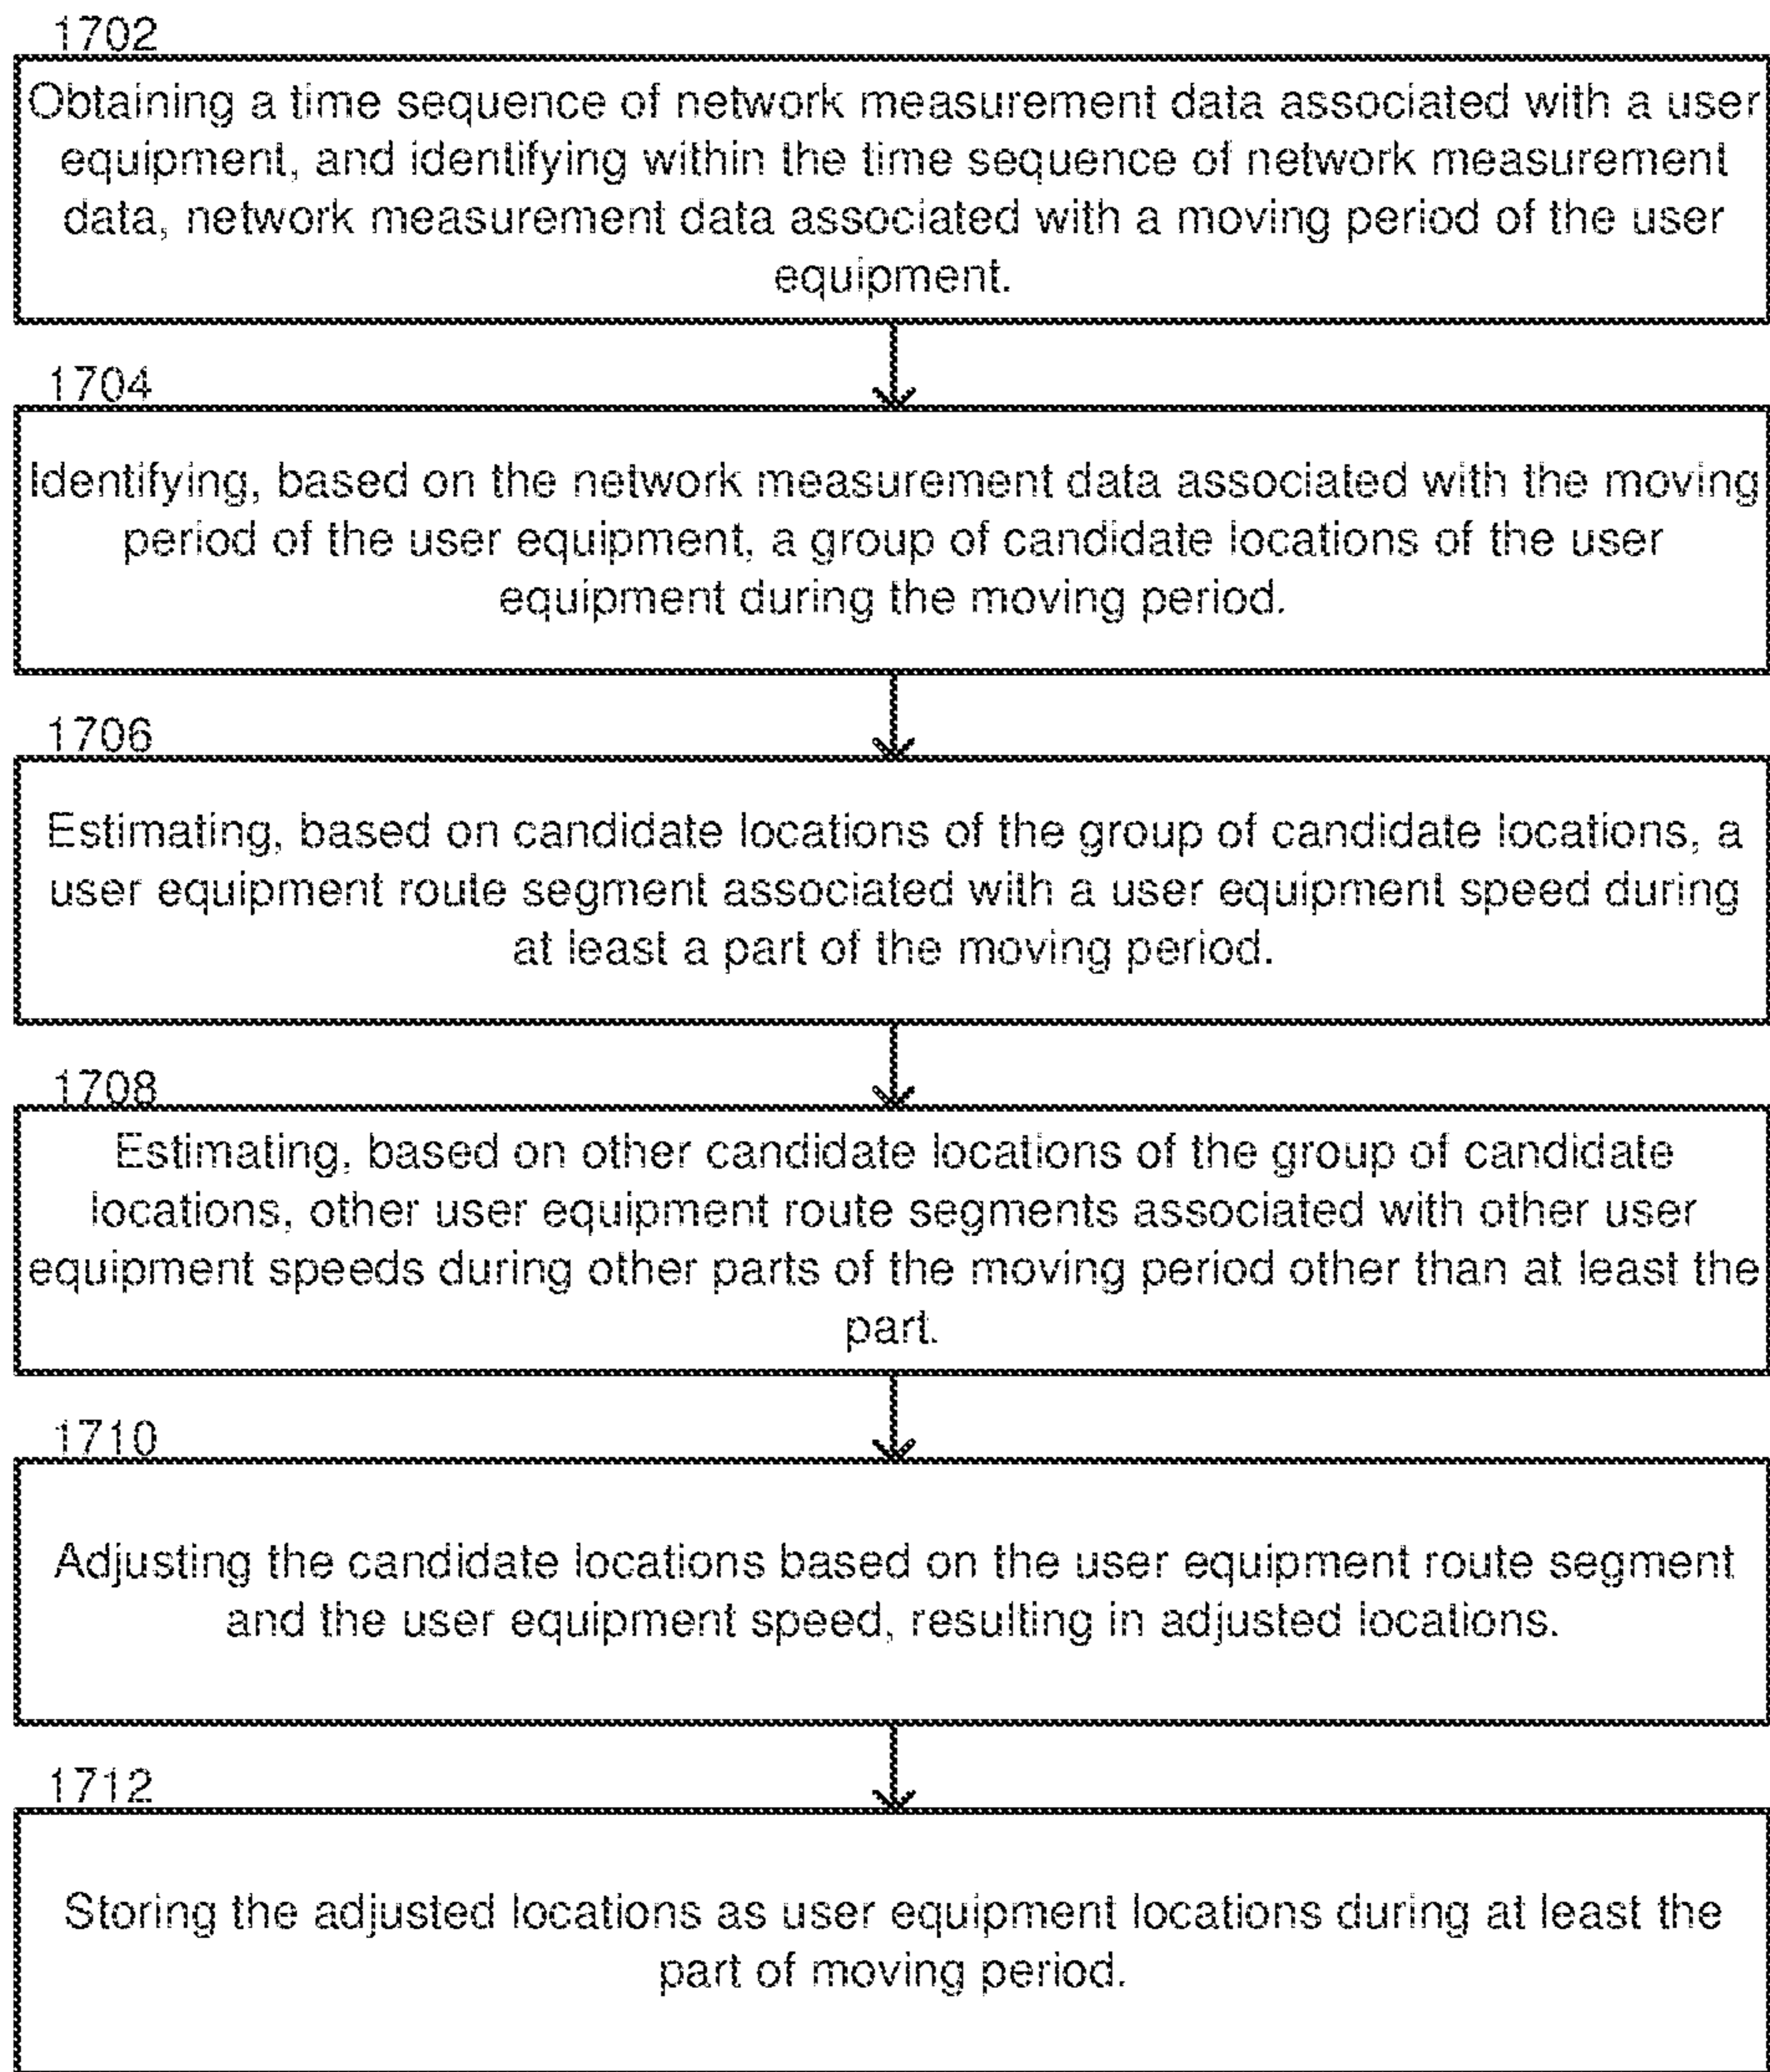 1702
Obtaining a time sequence of network measurement data associated with a user
equipment, and identifying within the time sequence of network measurement
data, network measurement data associated with a moving period of the user
equipment.
1704
Identifying, based on the network measurement data associated with the moving
period of the user equipment, a group of candidate locations of the user
equipment during the moving period.
1706
Estimating, based on candidate locations of the group of candidate locations, a
user equipment route segment associated with a user equipment speed during
at least a part of the moving period.
1708
Estimating, based on other candidate locations of the group of candidate
locations, other user equipment route segments associated with other user
equipment speeds during other parts of the moving period other than at least the
part.
1710
Adjusting the candidate locations based on the user equipment route segment
and the user equipment speed, resulting in adjusted locations.
1712
Storing the adjusted locations as user equipment locations during at least the
part of moving period.